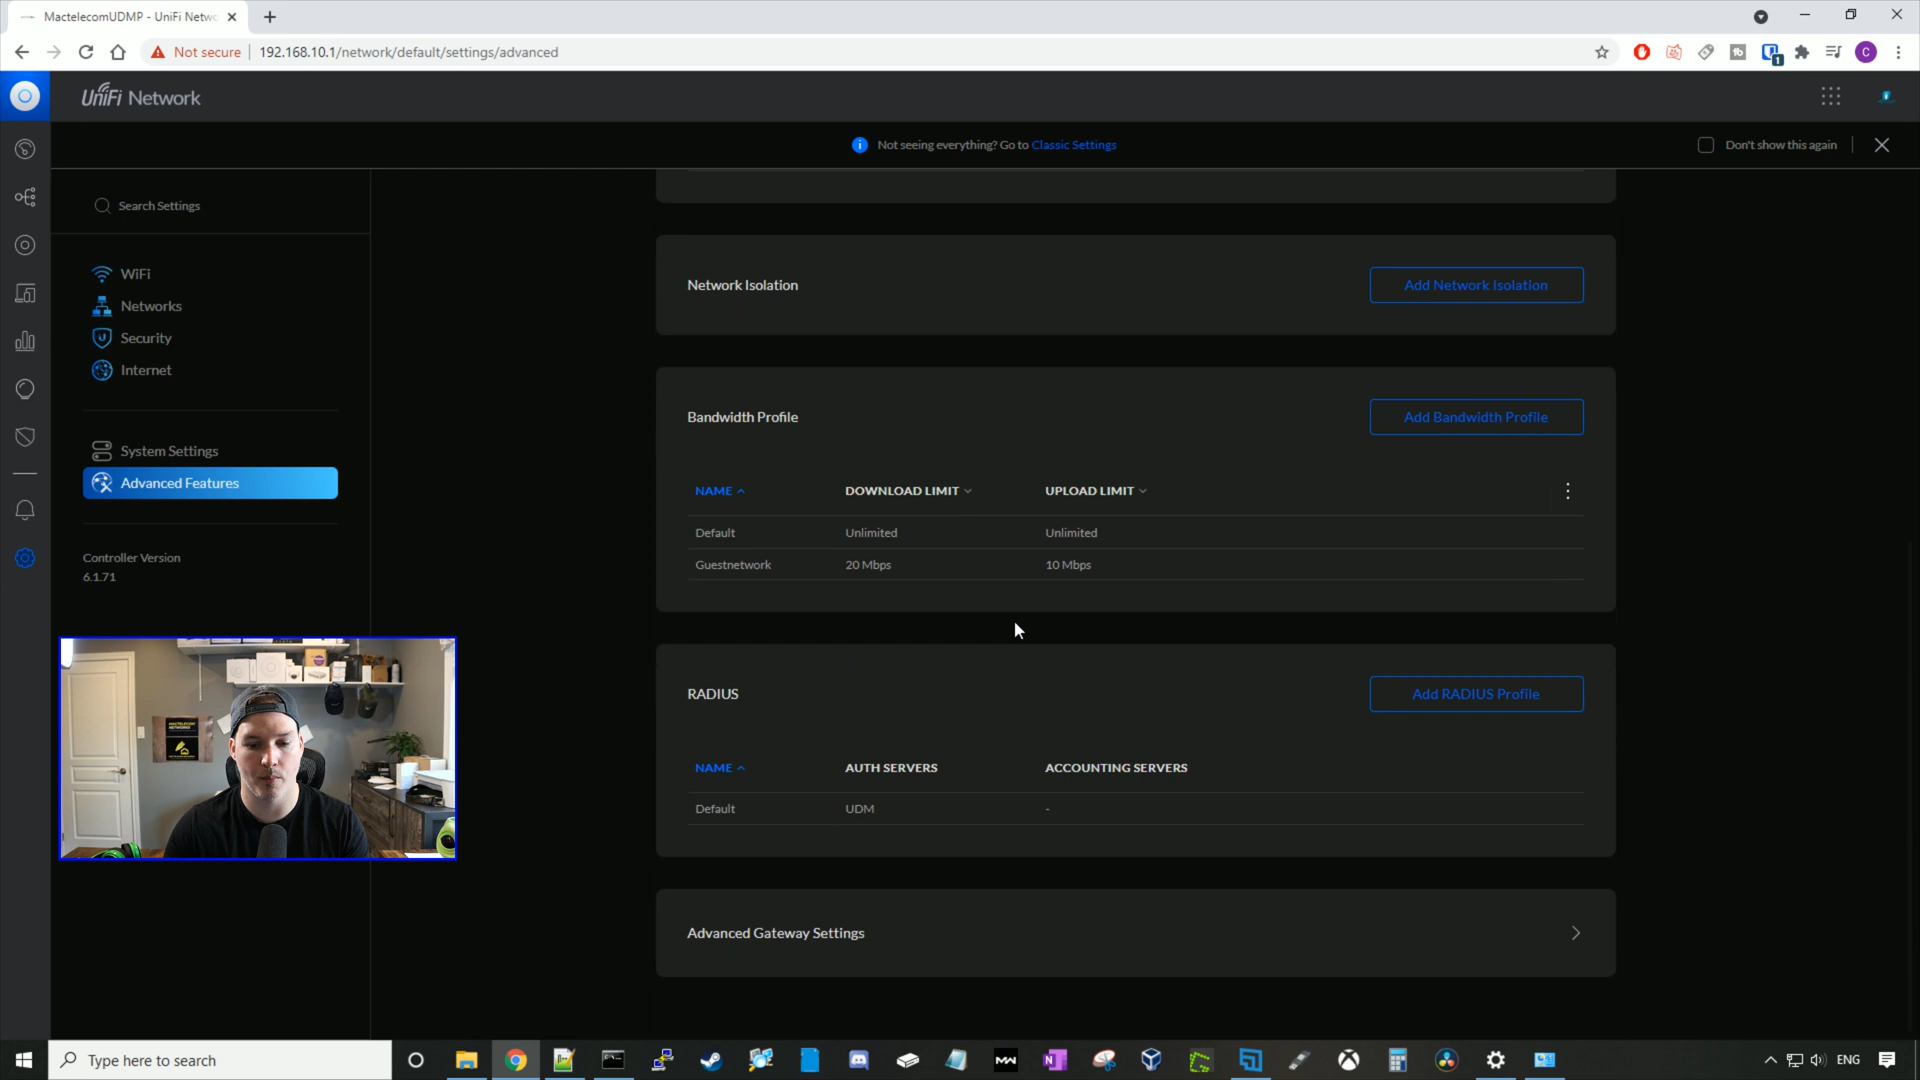 MactelecomUDMP - UniFi Netwo
Not secure
192.168.10.1/network/default/settings/advanced
UniFi Network
Not seeing everything? Go to Classic Settings
Don't show this again
Search Settings
WiFi
Networks
Security
Internet
System Settings
Advanced Features
Controller Version
6.1.71
Network Isolation
Add Network Isolation
Bandwidth Profile
Add Bandwidth Profile
NAME DOWNLOAD LIMIT UPLOAD LIMIT
Default Unlimited Unlimited
Guestnetwork 20 Mbps 10 Mbps
RADIUS
Add RADIUS Profile
NAME AUTH SERVERS ACCOUNTING SERVERS
Default UDM -
Advanced Gateway Settings
MACTELECOM
NETWORKS
Type here to search
ENG